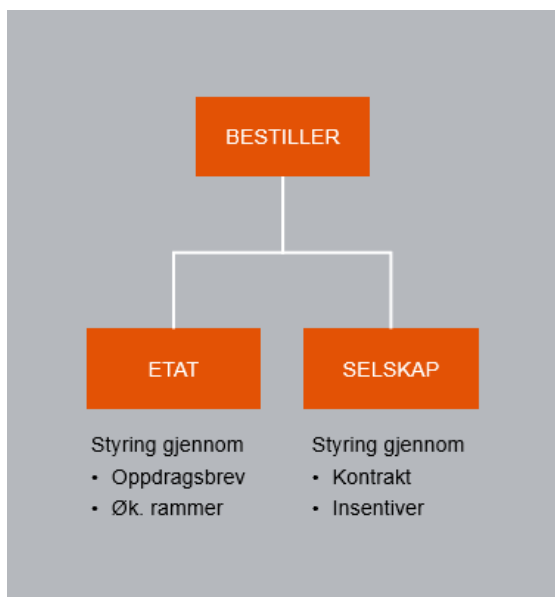 BESTILLER
ETAT
SELSKAP
Styring gjennom
• Oppdragsbrev
• Øk. rammer
Styring gjennom
• Kontrakt
• Insentiver